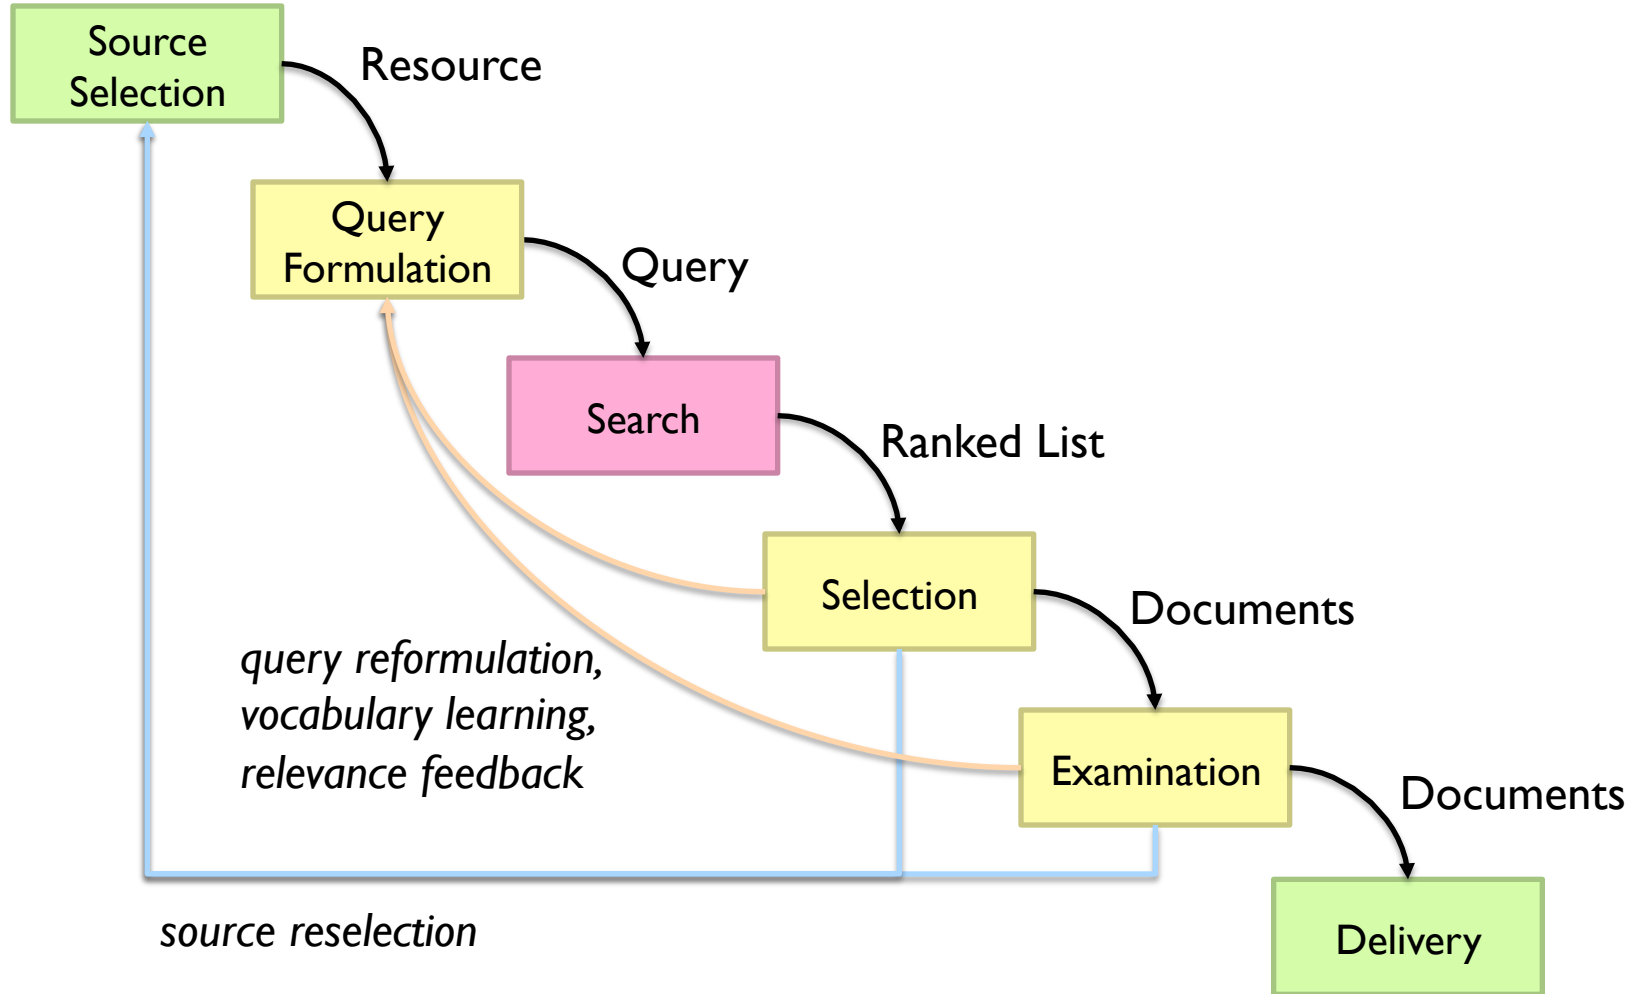 Source
Selection
Resource
Query
Formulation
Query
Search
Ranked List
Selection
Documents
query reformulation,
vocabulary learning,
relevance feedback
Examination
Documents
source reselection
Delivery